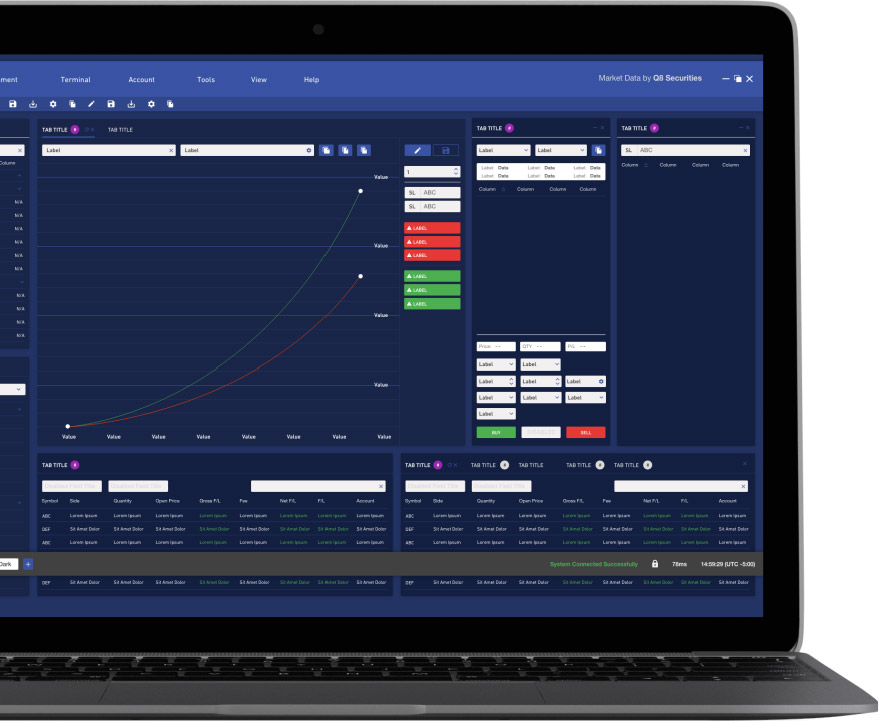 ment Terminal Account Tools View Help Market Data by Q8 Securities
TAB TITLE # TAB TITLE
Label Label
Column
N/A
N/A
N/A
N/A
N/A
N/A
N/A
N/A
N/A
N/A
Value
Value
Value
Value
Value Value Value Value Value Value Value Value
1
SL ABC
SL ABC
LABEL
LABEL
LABEL
LABEL
LABEL
LABEL
TAB TITLE #
Label Label
Label Data Label Data Label Data
Label Data Label Data Label Data
Column Column Column Column
Price -- QTY -- P/L --
Label Label
Label Label Label
Label Label Label
Label
BUY SELL
TAB TITLE #
SL ABC
Column Column Column Column
TAB TITLE #
Disabled Field Title Disabled Field Title
Symbol Side Quantity Open Price Gross P/L Fee Net P/L P/L Account
ABC Lorem Ipsum Lorem Ipsum Lorem Ipsum Lorem Ipsum Lorem Ipsum Lorem Ipsum Lorem Ipsum Lorem Ipsum
DEF Sit Amet Dolor Sit Amet Dolor Sit Amet Dolor Sit Amet Dolor Sit Amet Dolor Sit Amet Dolor Sit Amet Dolor Sit Amet Dolor
ABC Lorem Ipsum Lorem Ipsum Lorem Ipsum Lorem Ipsum Lorem Ipsum Lorem Ipsum Lorem Ipsum Lorem Ipsum
DEF Sit Amet Dolor Sit Amet Dolor Sit Amet Dolor Sit Amet Dolor Sit Amet Dolor Sit Amet Dolor Sit Amet Dolor Sit Amet Dolor
TAB TITLE # TAB TITLE # TAB TITLE TAB TITLE # TAB TITLE #
Disabled Field Title Disabled Field Title
Symbol Side Quantity Open Price Gross P/L Fee Net P/L P/L Account
ABC Lorem Ipsum Lorem Ipsum Lorem Ipsum Lorem Ipsum Lorem Ipsum Lorem Ipsum Lorem Ipsum Lorem Ipsum
DEF Sit Amet Dolor Sit Amet Dolor Sit Amet Dolor Sit Amet Dolor Sit Amet Dolor Sit Amet Dolor Sit Amet Dolor Sit Amet Dolor
ABC Lorem Ipsum Lorem Ipsum Lorem Ipsum Lorem Ipsum Lorem Ipsum Lorem Ipsum Lorem Ipsum Lorem Ipsum
DEF Sit Amet Dolor Sit Amet Dolor Sit Amet Dolor Sit Amet Dolor Sit Amet Dolor Sit Amet Dolor Sit Amet Dolor Sit Amet Dolor
Dark + System Connected Successfully 78ms 14:59:29 (UTC -5:00)